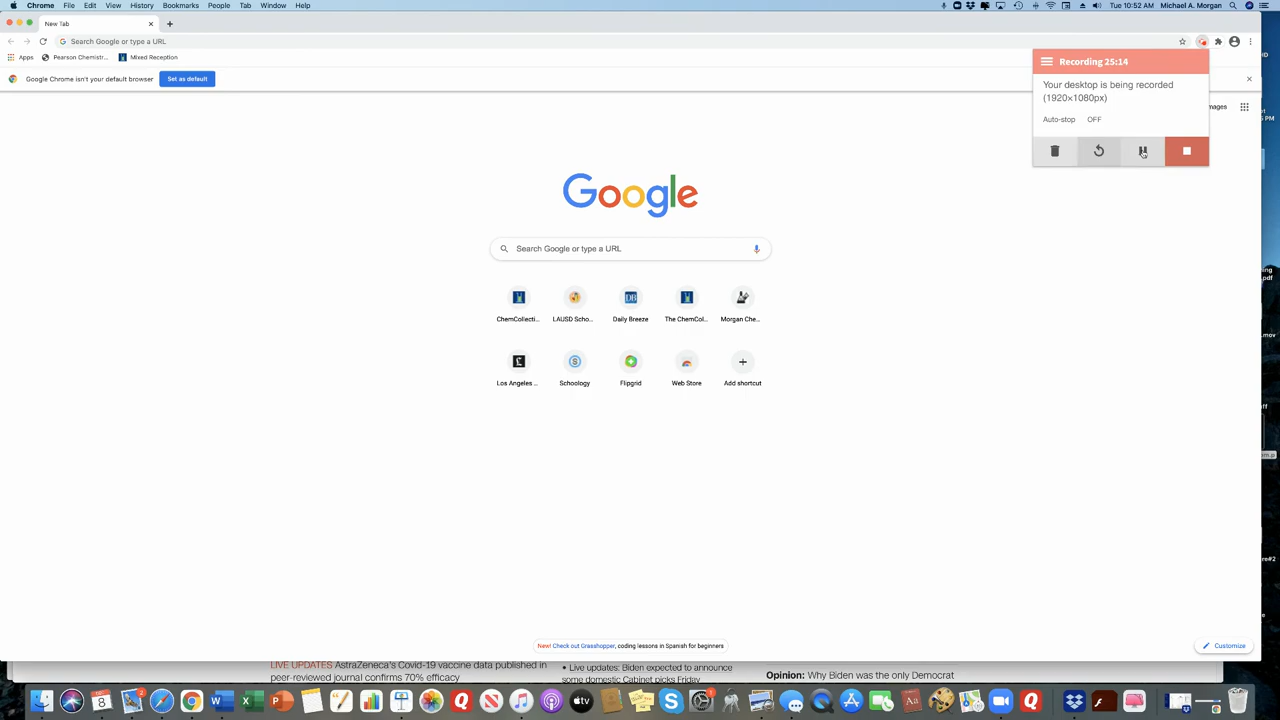 Chrome File Edit View History Bookmarks People Tab Window Help Tue 10:52 AM Michael A. Morgan
New Tab
Search Google or type a URL
Apps Pearson Chemistr... Mixed Reception
Google Chrome isn't your default browser Set as default
Recording 25:14
Your desktop is being recorded
(1920×1080px)
Auto-stop OFF
Google
Search Google or type a URL
ChemCollecti... LAUSD Scho... Daily Breeze The ChemCol... Morgan Che...
Los Angeles ... Schoology Flipgrid Web Store Add shortcut
New! Check out Grasshopper, coding lessons in Spanish for beginners
Customize
LIVE UPDATES AstraZeneca's Covid-19 vaccine data published in
peer-reviewed journal confirms 70% efficacy
• Live updates: Biden expected to announce
some domestic Cabinet picks Friday
Opinion: Why Biden was the only Democrat